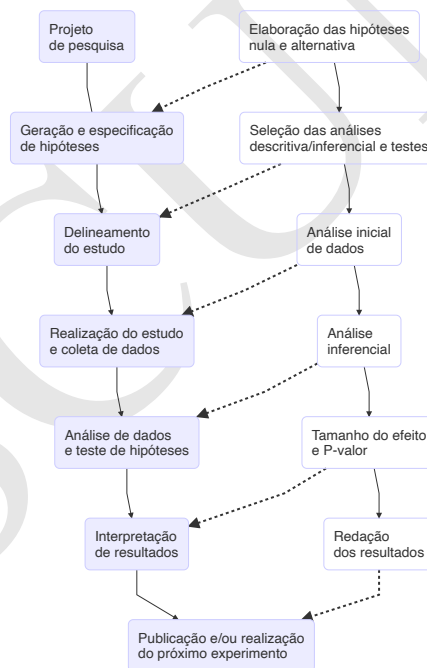 Projeto
de pesquisa
Elaboração das hipóteses
nula e alternativa
Geração e especificação
de hipóteses
Seleção das análises
descritiva/inferencial e testes
Delineamento
do estudo
Análise inicial
de dados
Realização do estudo
e coleta de dados
Análise
inferencial
Análise de dados
e teste de hipóteses
Tamanho do efeito
e P-valor
Interpretação
de resultados
Redação
dos resultados
Publicação e/ou realização
do próximo experimento